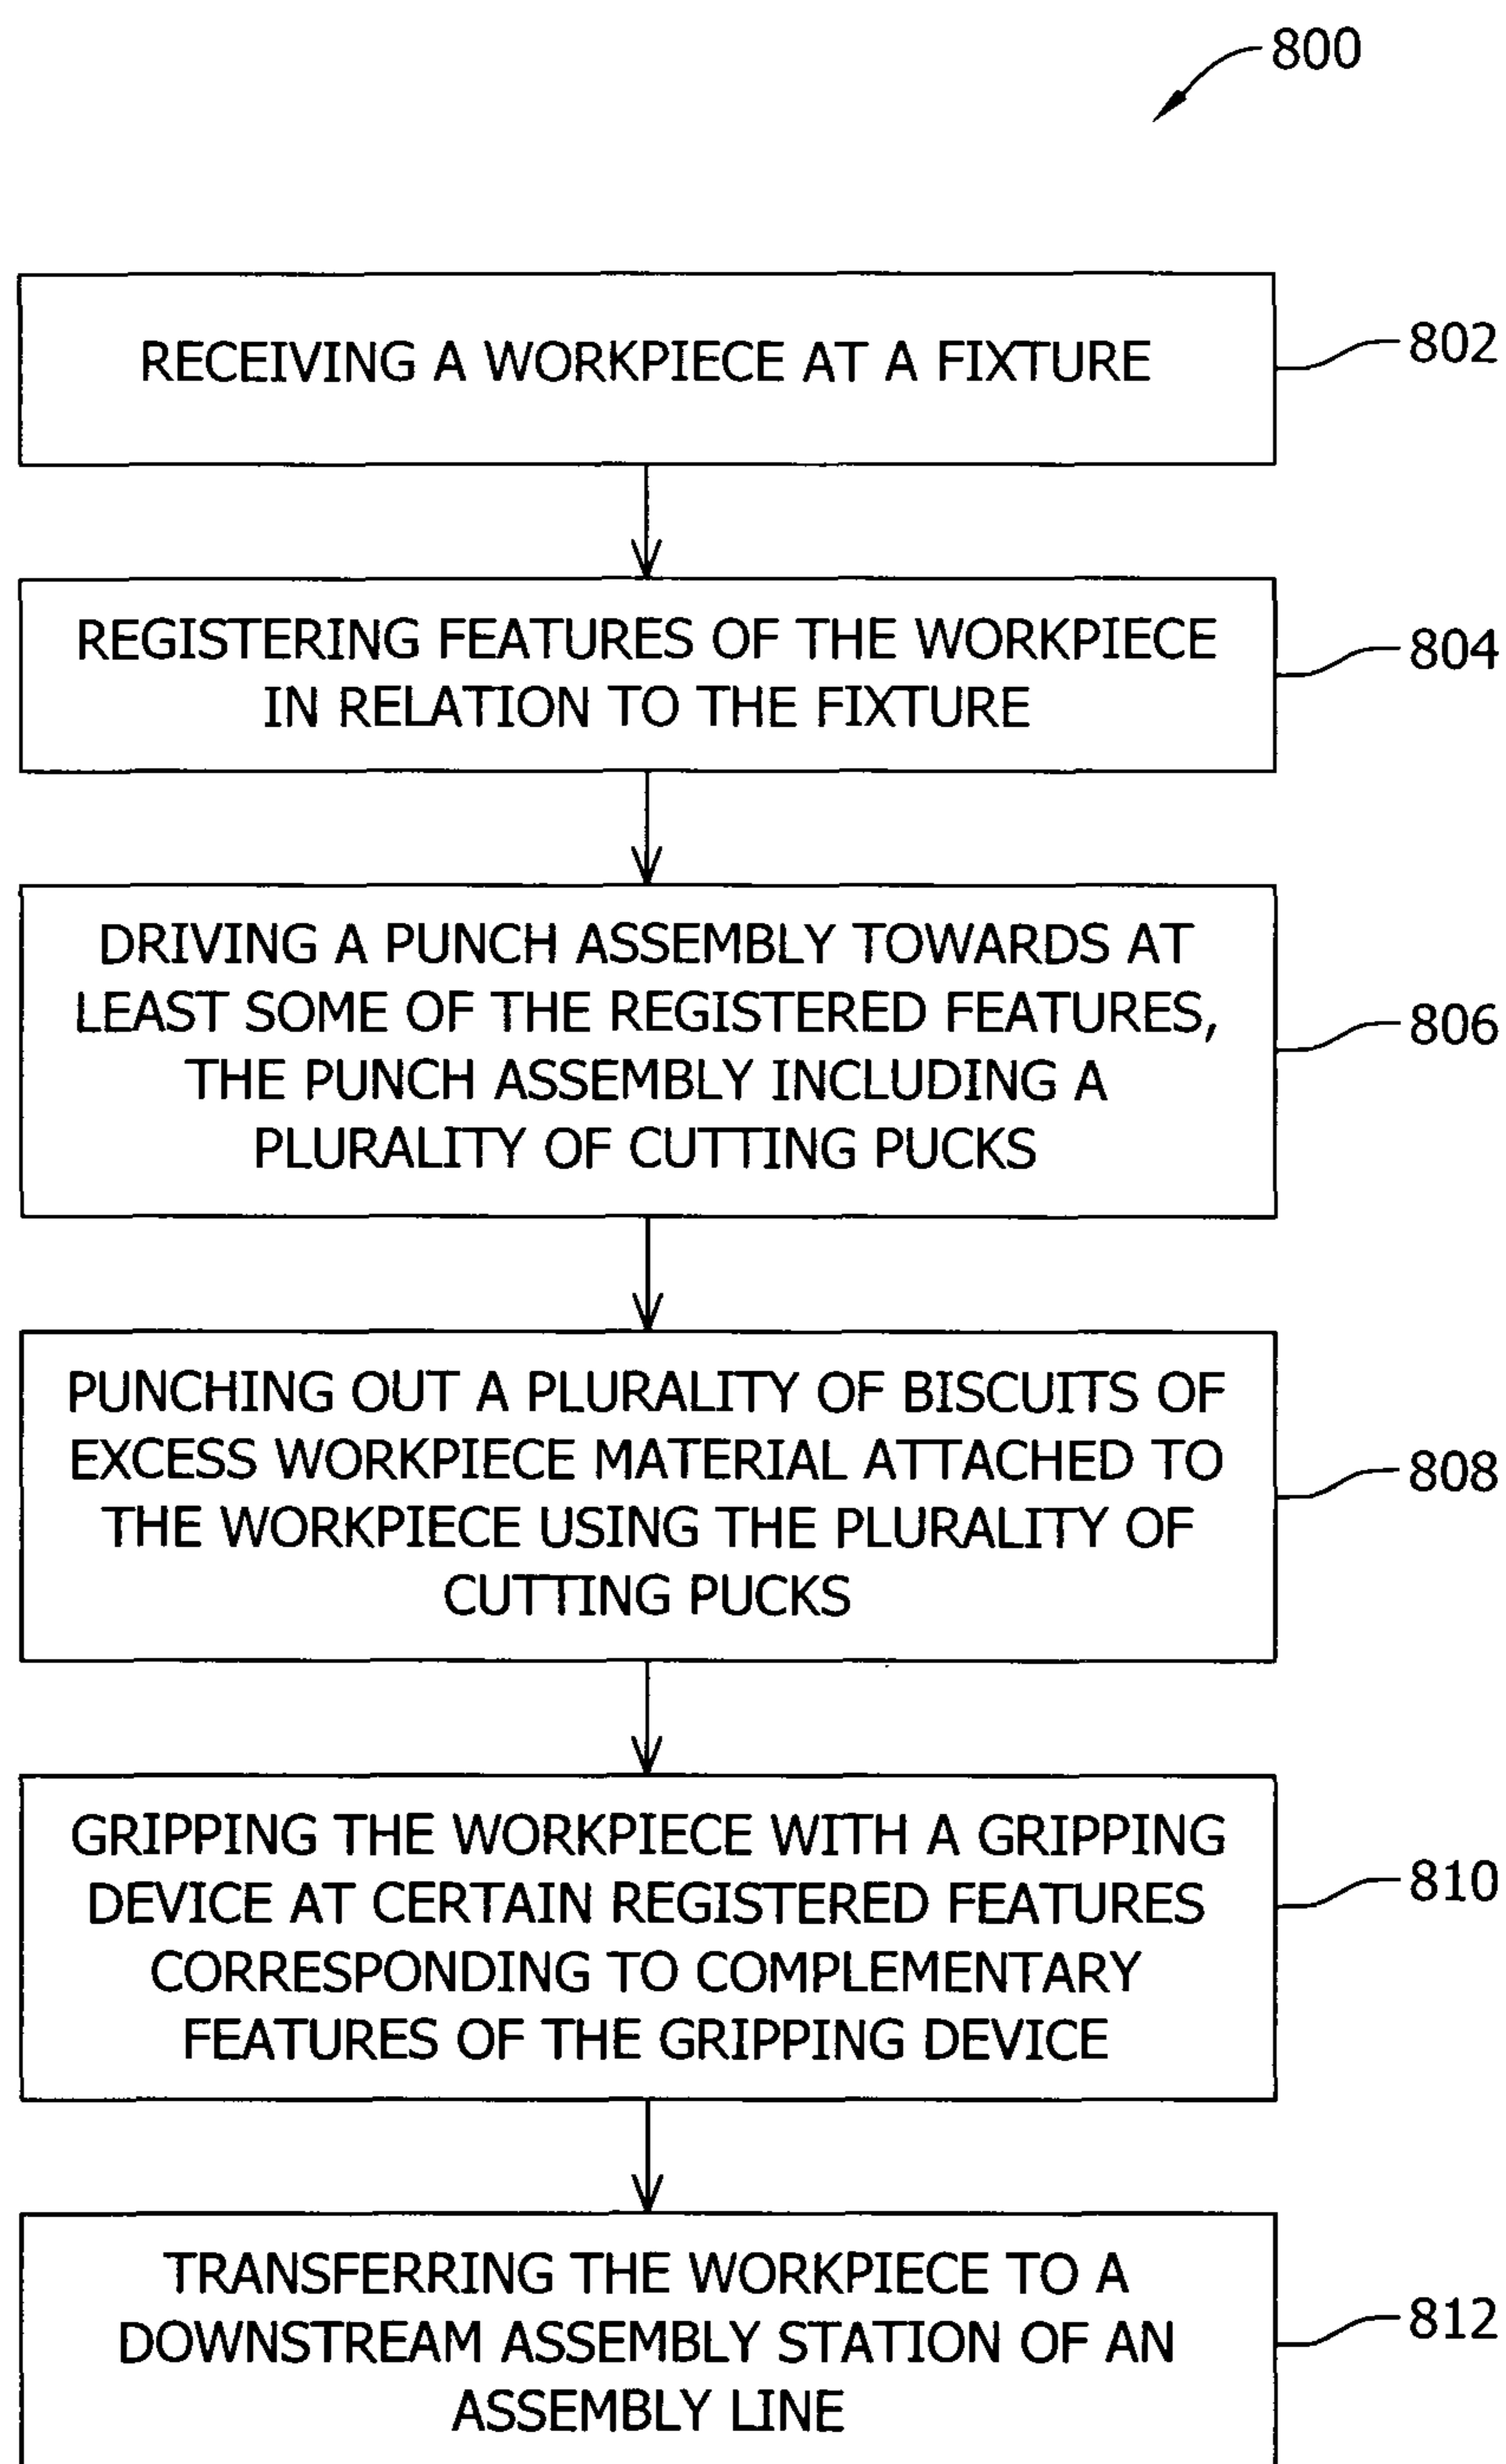 800
RECEIVING A WORKPIECE AT A FIXTURE
802
REGISTERING FEATURES OF THE WORKPIECE
IN RELATION TO THE FIXTURE
804
DRIVING A PUNCH ASSEMBLY TOWARDS AT
LEAST SOME OF THE REGISTERED FEATURES,
THE PUNCH ASSEMBLY INCLUDING A
PLURALITY OF CUTTING PUCKS
806
PUNCHING OUT A PLURALITY OF BISCUITS OF
EXCESS WORKPIECE MATERIAL ATTACHED TO
THE WORKPIECE USING THE PLURALITY OF
CUTTING PUCKS
808
GRIPPING THE WORKPIECE WITH A GRIPPING
DEVICE AT CERTAIN REGISTERED FEATURES
CORRESPONDING TO COMPLEMENTARY
FEATURES OF THE GRIPPING DEVICE
810
TRANSFERRING THE WORKPIECE TO A
DOWNSTREAM ASSEMBLY STATION OF AN
ASSEMBLY LINE
812